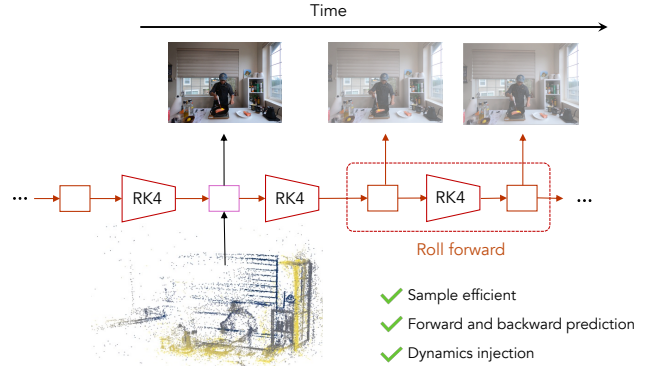 Time
... RK4 RK4 RK4 ...
Roll forward
Sample efficient
Forward and backward prediction
Dynamics injection